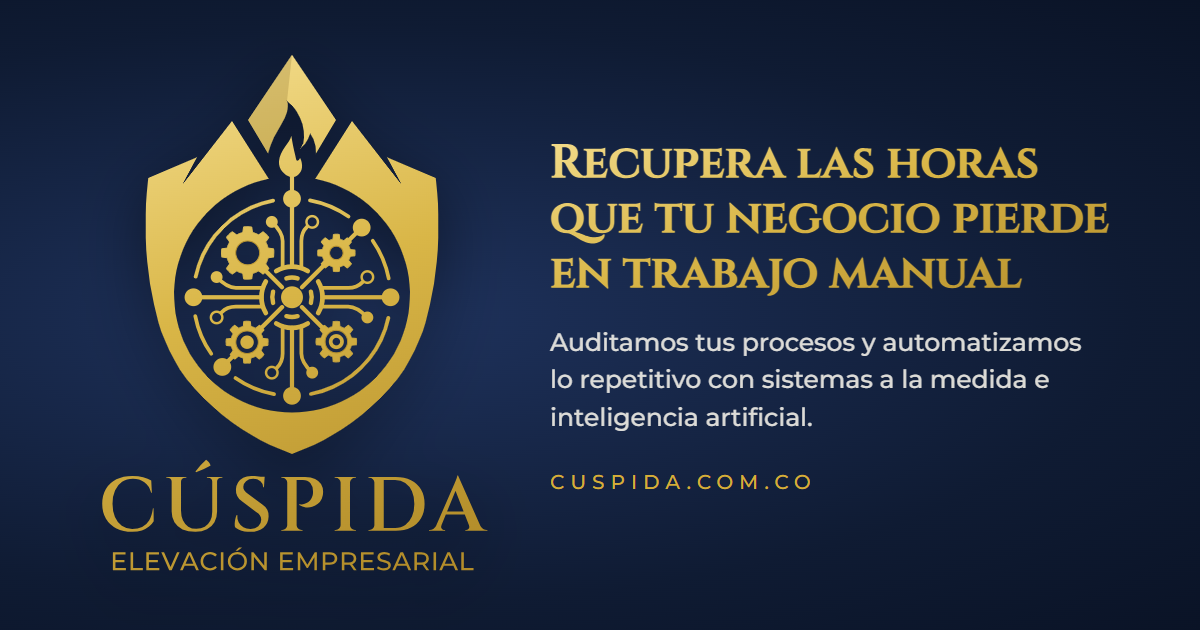 CÚSPIDA
ELEVACIÓN EMPRESARIAL
RECUPERA LAS HORAS
QUE TU NEGOCIO PIERDE
EN TRABAJO MANUAL
Auditamos tus procesos y automatizamos
lo repetitivo con sistemas a la medida e
inteligencia artificial.
CUSPIDA.COM.CO